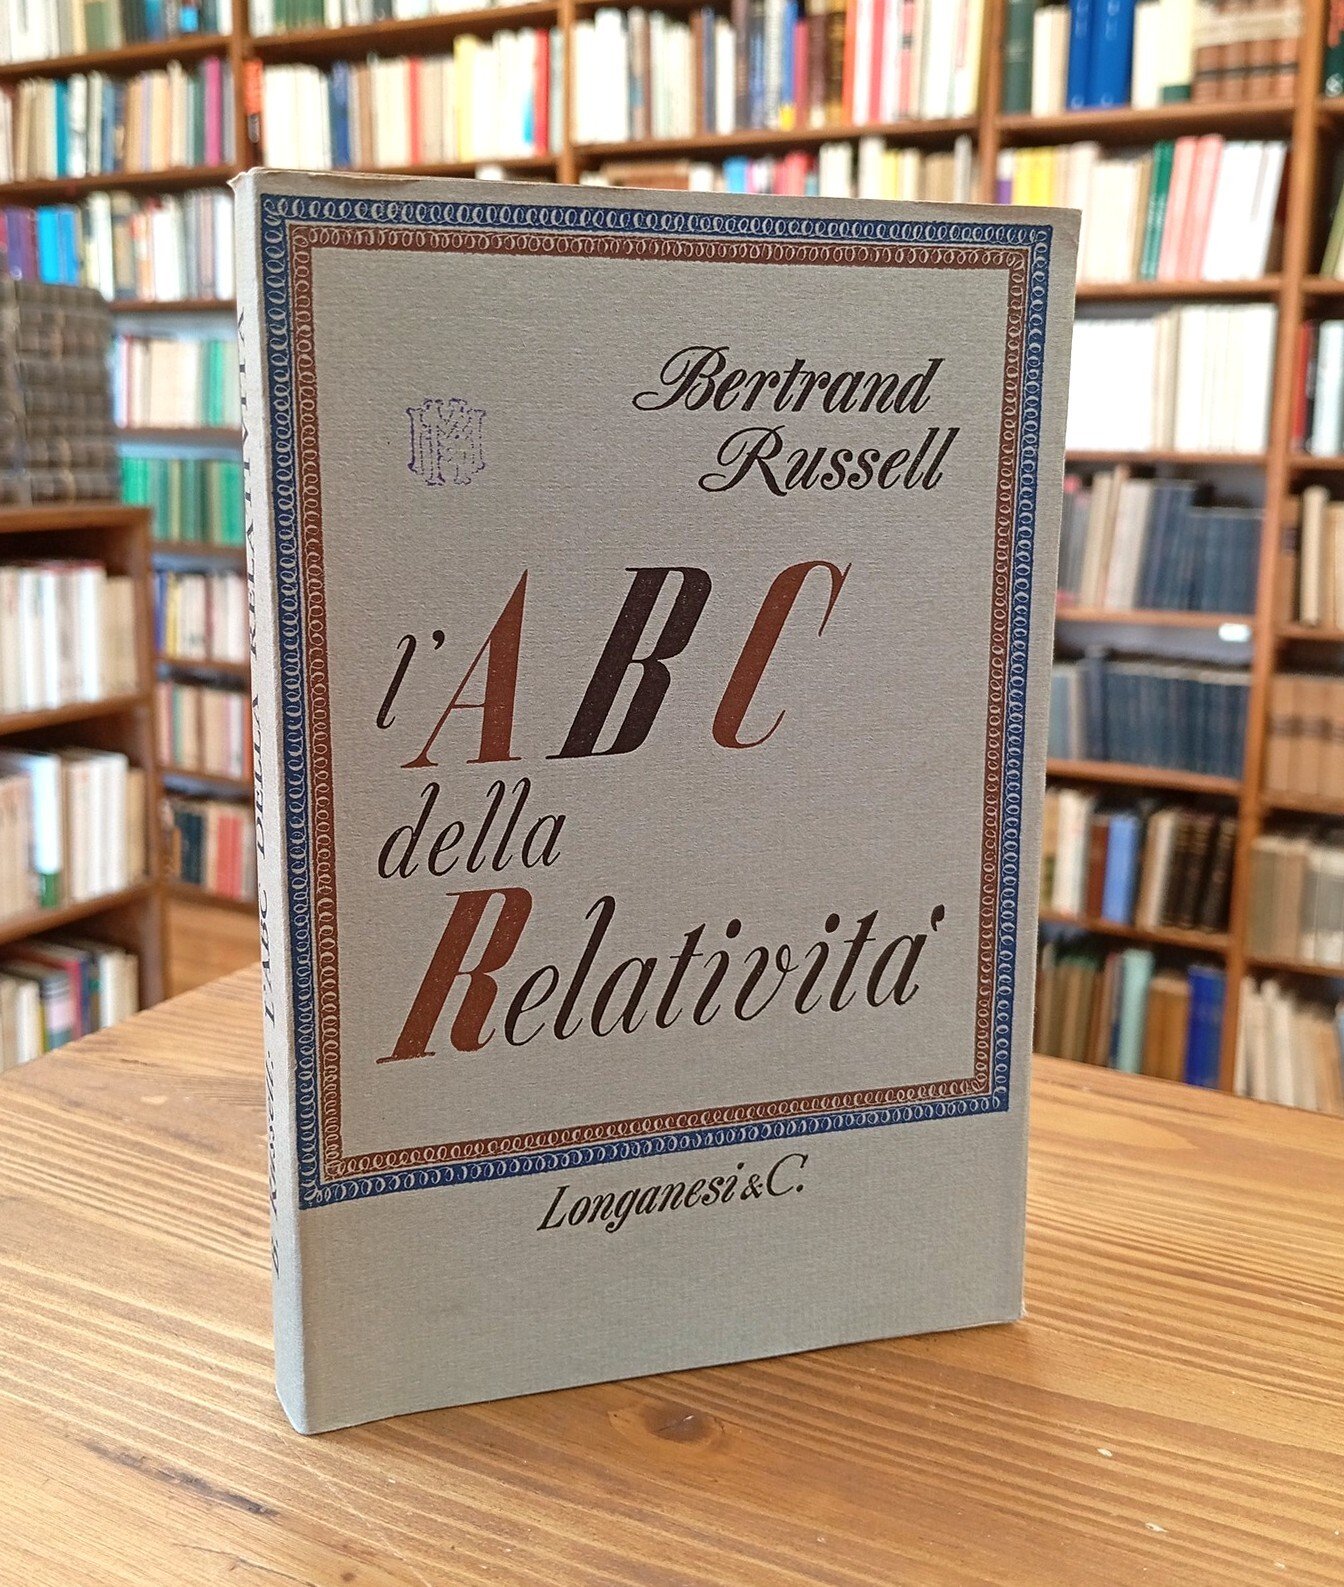 Bertrand
Russell
l'ABC
della
Relatività
Longanesi & C.
B. Russell: L'ABC DELLA RELATIVITÀ